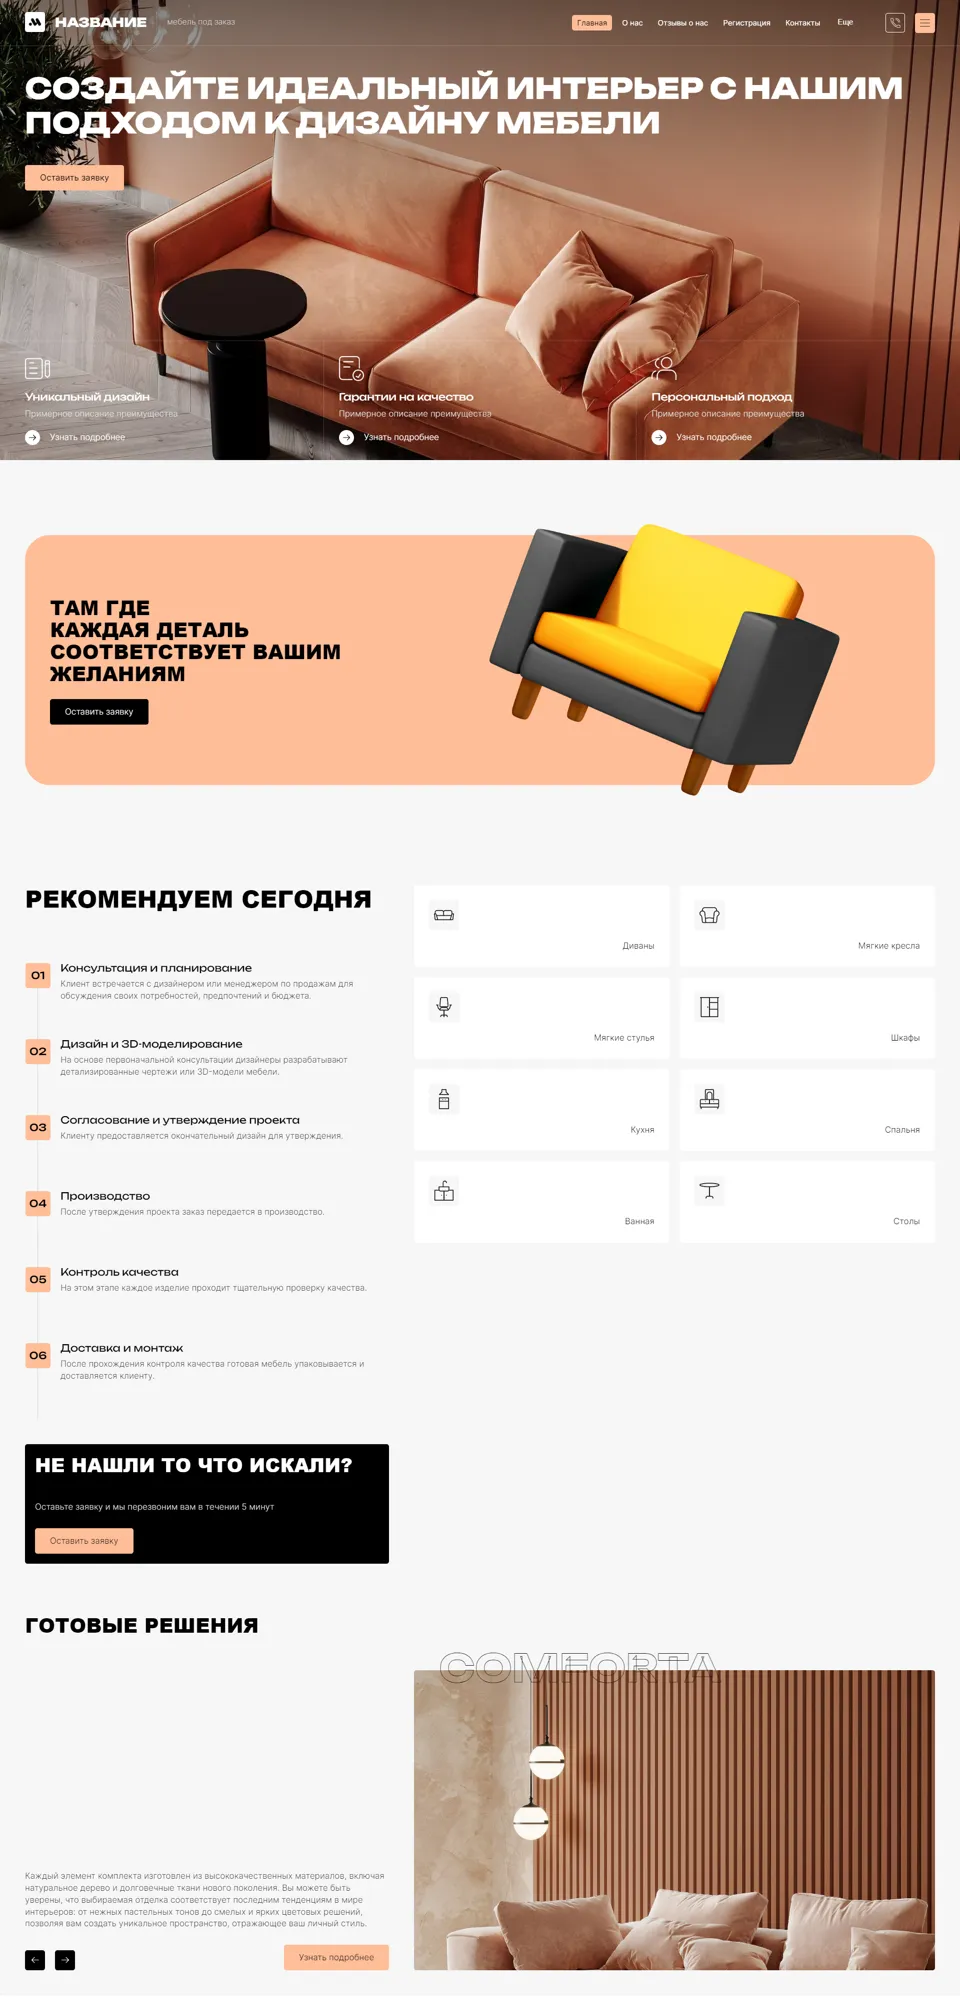 НАЗВАНИЕ
мебель под заказ
Главная
О нас
Отзывы о нас
Регистрация
Контакты
Еще
СОЗДАЙТЕ ИДЕАЛЬНЫЙ ИНТЕРЬЕР С НАШИМ
ПОДХОДОМ К ДИЗАЙНУ МЕБЕЛИ
Оставить заявку
Уникальный дизайн
Примерное описание преимущества
Узнать подробнее
Гарантии на качество
Примерное описание преимущества
Узнать подробнее
Персональный подход
Примерное описание преимущества
Узнать подробнее
ТАМ ГДЕ
КАЖДАЯ ДЕТАЛЬ
СООТВЕТСТВУЕТ ВАШИМ
ЖЕЛАНИЯМ
Оставить заявку
РЕКОМЕНДУЕМ СЕГОДНЯ
01
Консультация и планирование
Клиент встречается с дизайнером или менеджером по продажам для
обсуждения своих потребностей, предпочтений и бюджета.
02
Дизайн и 3D-моделирование
На основе первоначальной консультации дизайнеры разрабатывают
детализированные чертежи или 3D-модели мебели.
03
Согласование и утверждение проекта
Клиенту предоставляется окончательный дизайн для утверждения.
04
Производство
После утверждения проекта заказ передается в производство.
05
Контроль качества
На этом этапе каждое изделие проходит тщательную проверку качества.
06
Доставка и монтаж
После прохождения контроля качества готовая мебель упаковывается и
доставляется клиенту.
Диваны
Мягкие кресла
Мягкие стулья
Шкафы
Кухня
Спальня
Ванная
Столы
НЕ НАШЛИ ТО ЧТО ИСКАЛИ?
Оставьте заявку и мы перезвоним вам в течении 5 минут
Оставить заявку
ГОТОВЫЕ РЕШЕНИЯ
COMFORTA
Каждый элемент комплекта изготовлен из высококачественных материалов, включая
натуральное дерево и долговечные ткани нового поколения. Вы можете быть
уверены, что выбираемая отделка соответствует последним тенденциям в мире
интерьеров: от нежных пастельных тонов до смелых и ярких цветовых решений,
позволяя вам создать уникальное пространство, отражающее ваш личный стиль.
Узнать подробнее